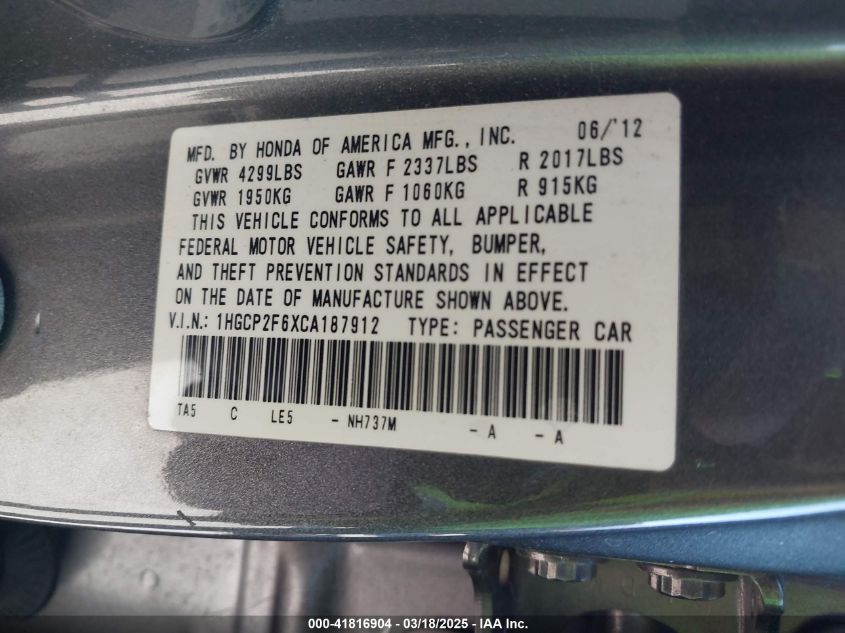 MFD. BY HONDA OF AMERICA MFG., INC. 06/'12
GVWR 4299LBS GAWR F 2337LBS R 2017LBS
GVWR 1950KG GAWR F 1060KG R 915KG
THIS VEHICLE CONFORMS TO ALL APPLICABLE
FEDERAL MOTOR VEHICLE SAFETY, BUMPER,
AND THEFT PREVENTION STANDARDS IN EFFECT
ON THE DATE OF MANUFACTURE SHOWN ABOVE.
V.I.N.: 1HGCP2F6XCA187912 TYPE: PASSENGER CAR
TA5 C LE5 - NH737M - A - A
000-41816904 - 03/18/2025 - IAA Inc.